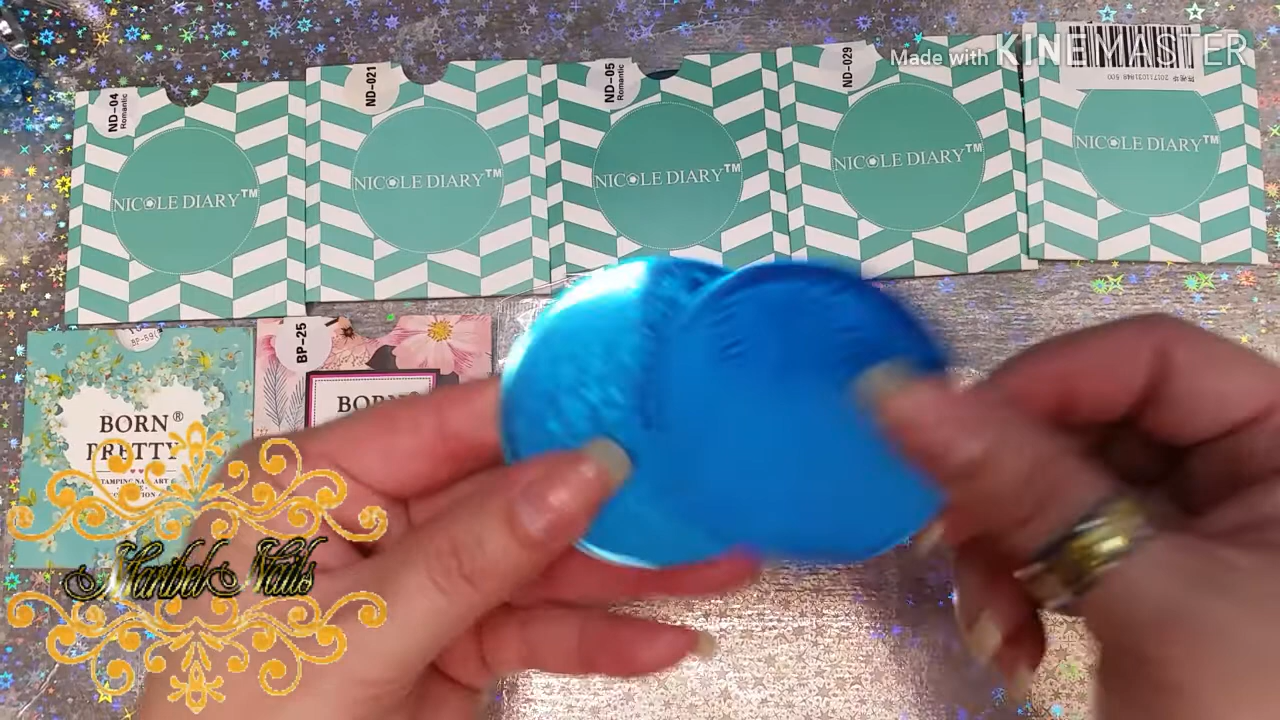 Made with KINEMASTER
ND-04
Romantic
NICOLE DIARY™
ND-021
NICOLE DIARY™
ND-05
Romantic
NICOLE DIARY™
ND-029
NICOLE DIARY™
NICOLE DIARY™
BORN®
PRETTY
BP-25
BORN
Maribel Nails